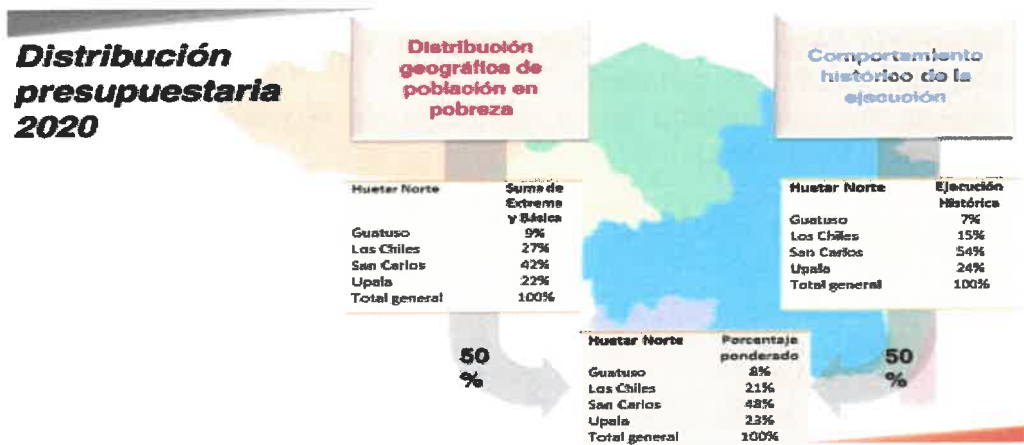 Distribución
presupuestaria
2020
Distribución
geográfica de
población en
pobreza
Comportamiento
histórico de la
ejecución
Huetar Norte Suma de
Extrema
y Básica
Guatuso 9%
Los Chiles 27%
San Carlos 42%
Upala 22%
Total general 100%
Huetar Norte Ejecución
Histórica
Guatuso 7%
Los Chiles 15%
San Carlos 54%
Upala 24%
Total general 100%
50
%
Huetar Norte Porcentaje
ponderado
Guatuso 8%
Los Chiles 21%
San Carlos 48%
Upala 23%
Total general 100%
50
%